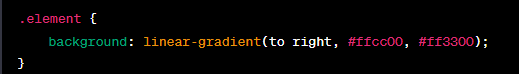 .element {
    background: linear-gradient(to right, #ffcc00, #ff3300);
}